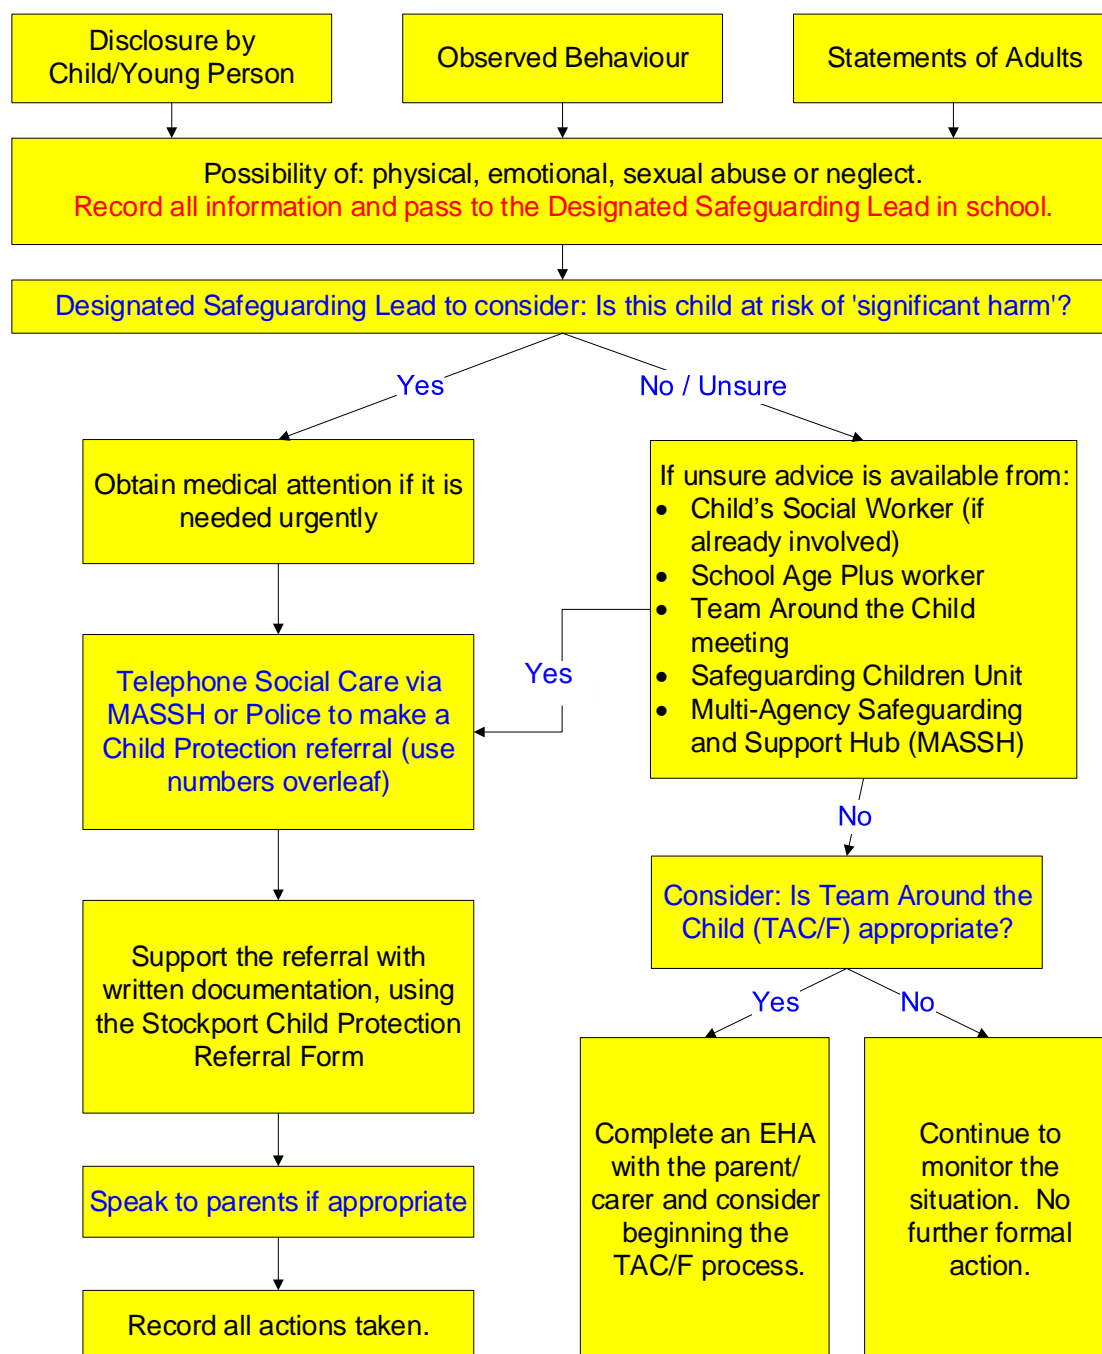 Disclosure by
Child/Young Person
Observed Behaviour
Statements of Adults
Possibility of: physical, emotional, sexual abuse or neglect.
Record all information and pass to the Designated Safeguarding Lead in school.
Designated Safeguarding Lead to consider: Is this child at risk of 'significant harm'?
Yes
No / Unsure
Obtain medical attention if it is
needed urgently
If unsure advice is available from:
• Child’s Social Worker (if
already involved)
• School Age Plus worker
• Team Around the Child
meeting
• Safeguarding Children Unit
• Multi-Agency Safeguarding
and Support Hub (MASSH)
Yes
Telephone Social Care via
MASSH or Police to make a
Child Protection referral (use
numbers overleaf)
No
Consider: Is Team Around the
Child (TAC/F) appropriate?
Support the referral with
written documentation, using
the Stockport Child Protection
Referral Form
Yes
No
Complete an EHA
with the parent/
carer and consider
beginning the
TAC/F process.
Continue to
monitor the
situation.  No
further formal
action.
Speak to parents if appropriate
Record all actions taken.